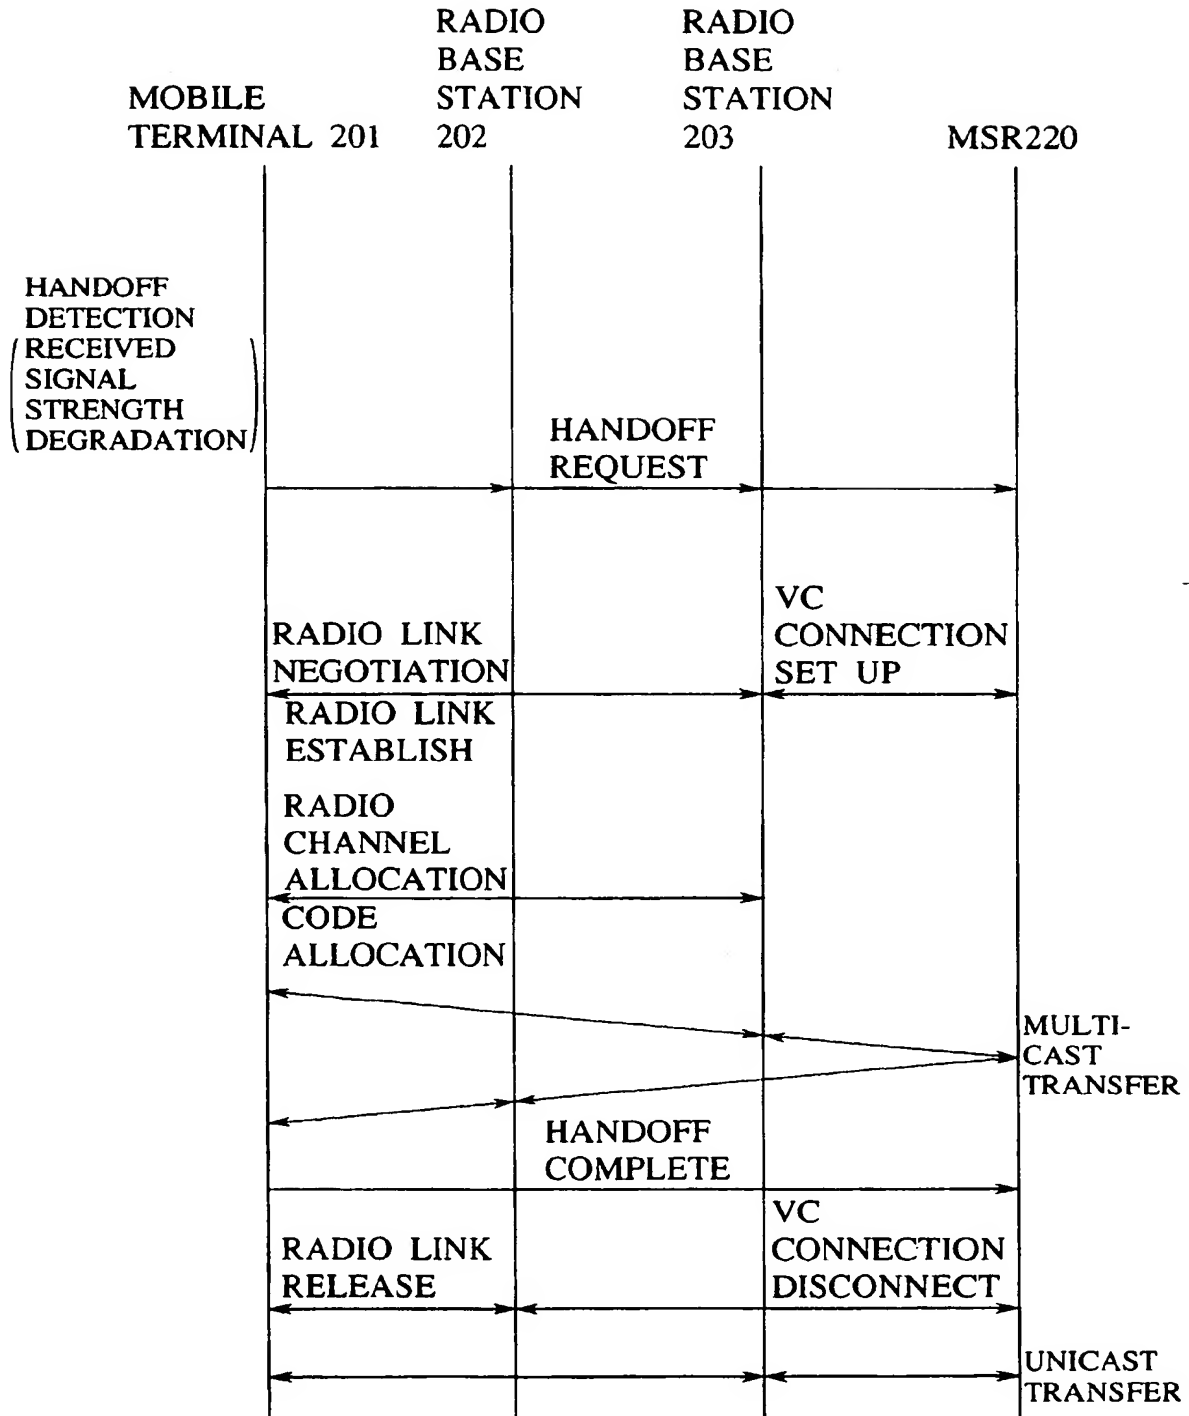 MOBILE
TERMINAL 201
RADIO
BASE
STATION
202
RADIO
BASE
STATION
203
MSR220
HANDOFF
DETECTION
(RECEIVED
SIGNAL
STRENGTH
DEGRADATION)
HANDOFF
REQUEST
RADIO LINK
NEGOTIATION
VC
CONNECTION
SET UP
RADIO LINK
ESTABLISH
RADIO
CHANNEL
ALLOCATION
CODE
ALLOCATION
MULTI-
CAST
TRANSFER
HANDOFF
COMPLETE
RADIO LINK
RELEASE
VC
CONNECTION
DISCONNECT
UNICAST
TRANSFER